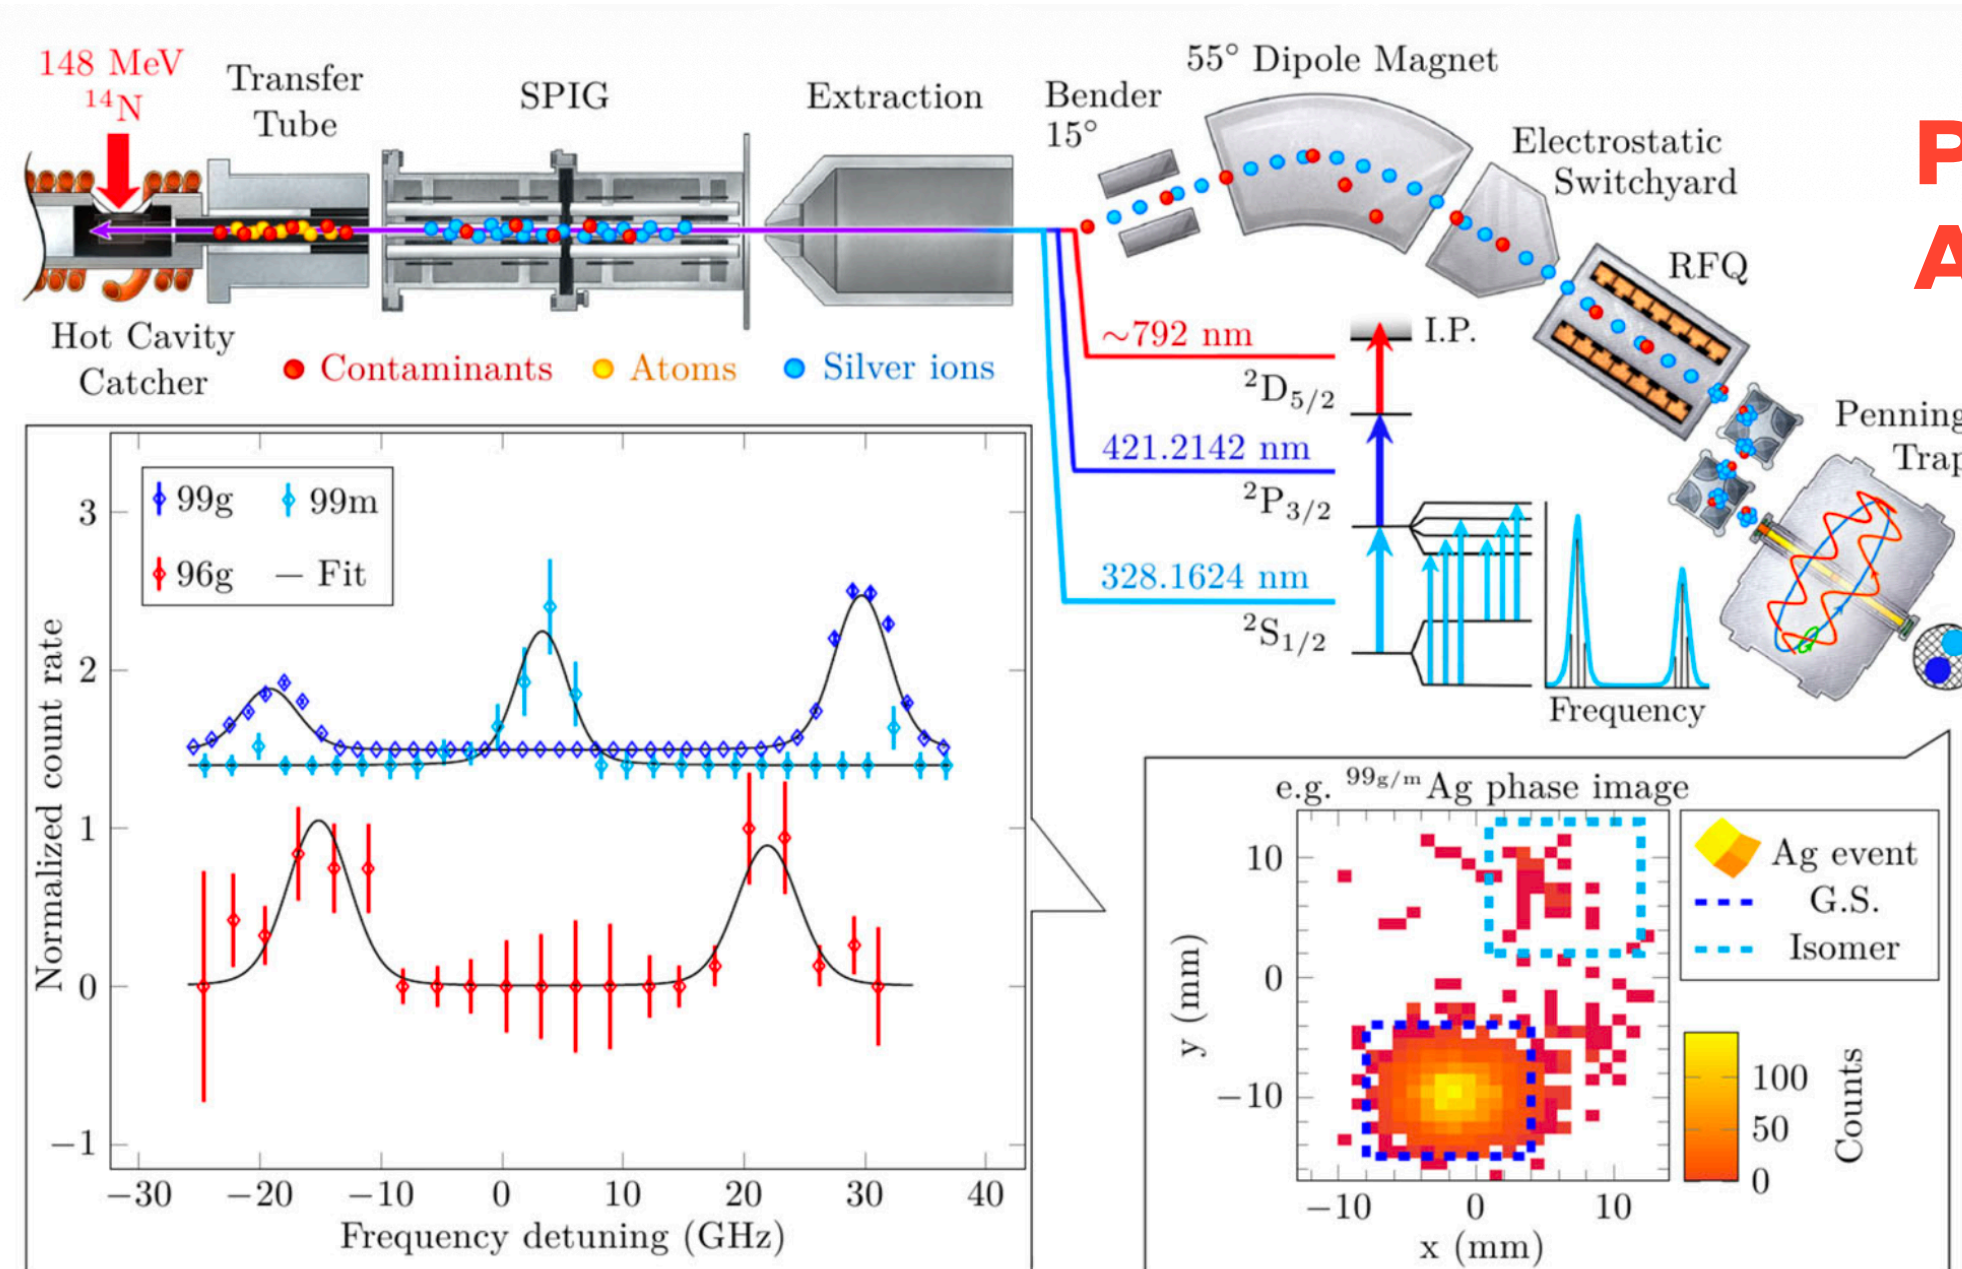 148 MeV
¹⁴N
Transfer
Tube
SPIG
Extraction
Bender
15°
55° Dipole Magnet
Electrostatic
Switchyard
RFQ
P
A
Hot Cavity
Catcher
Contaminants
Atoms
Silver ions
~792 nm
I.P.
²D₅/₂
421.2142 nm
²P₃/₂
328.1624 nm
²S₁/₂
Frequency
Penning
Trap
99g
99m
96g
Fit
Normalized count rate
3
2
1
0
−1
−30
−20
−10
0
10
20
30
40
Frequency detuning (GHz)
e.g. ⁹⁹ᵍ/ᵐAg phase image
Ag event
G.S.
Isomer
y (mm)
10
0
−10
−10
0
10
x (mm)
100
50
0
Counts